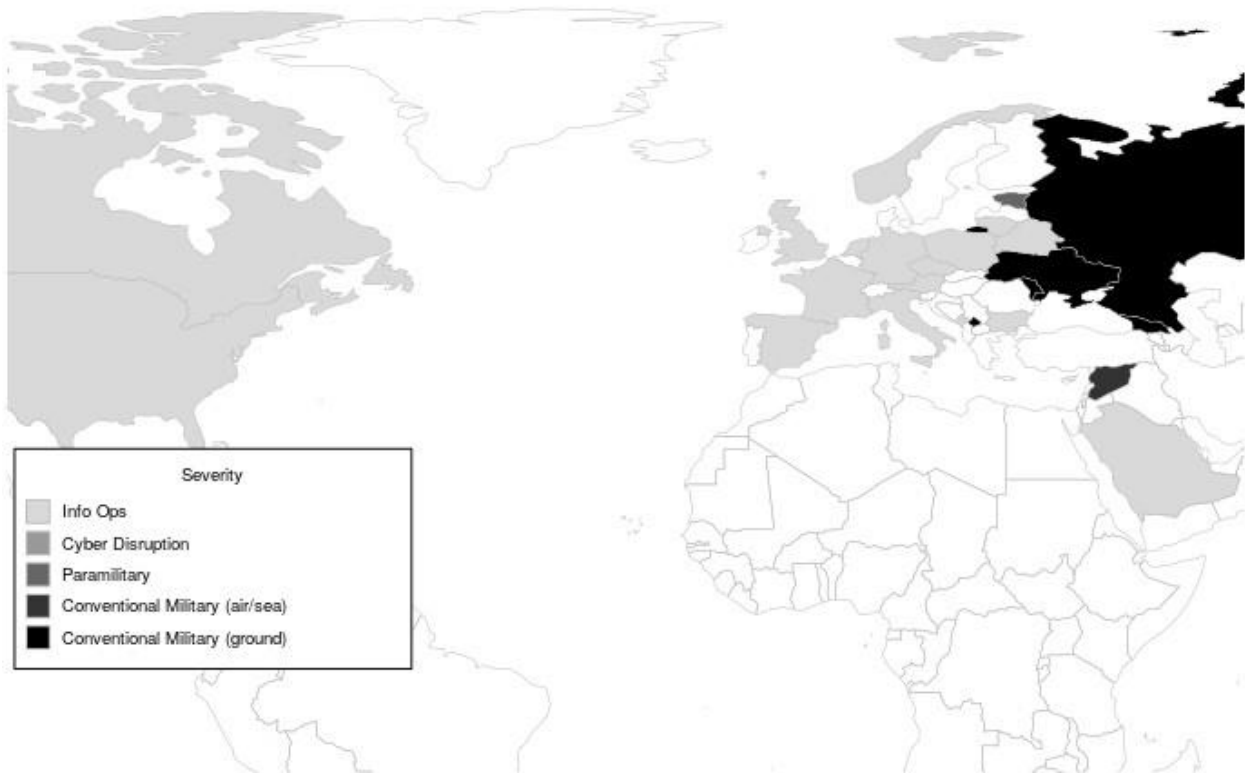 Severity
Info Ops
Cyber Disruption
Paramilitary
Conventional Military (air/sea)
Conventional Military (ground)